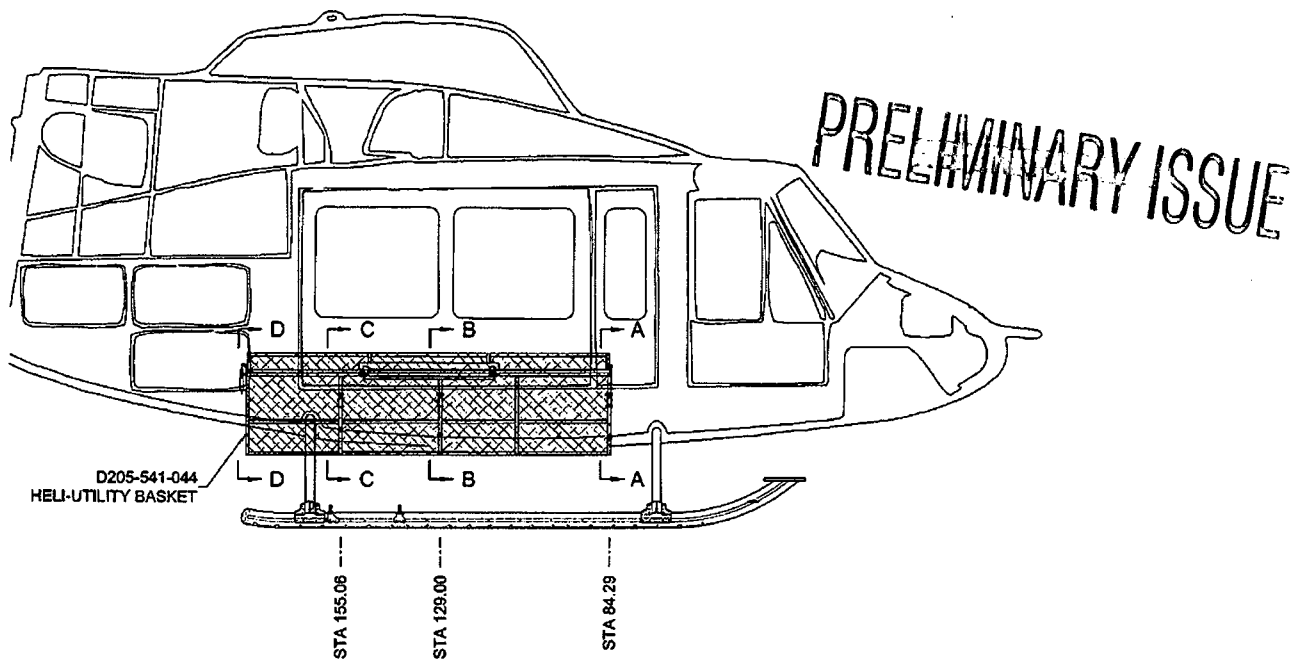 PRELIMINARY ISSUE
D C B A
D205-541-044
HELI-UTILITY BASKET
D C B A
STA 155.06
STA 129.00
STA 84.29